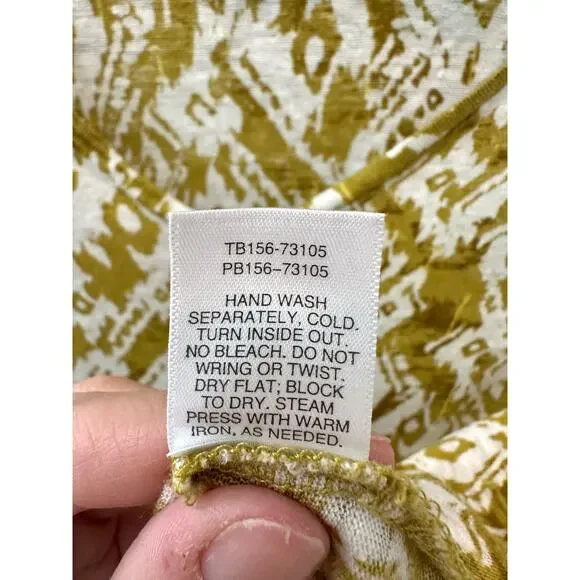 TB156-73105
PB156-73105
HAND WASH
SEPARATELY, COLD.
TURN INSIDE OUT.
NO BLEACH. DO NOT
WRING OR TWIST.
DRY FLAT; BLOCK
TO DRY. STEAM
PRESS WITH WARM
IRON, AS NEEDED.